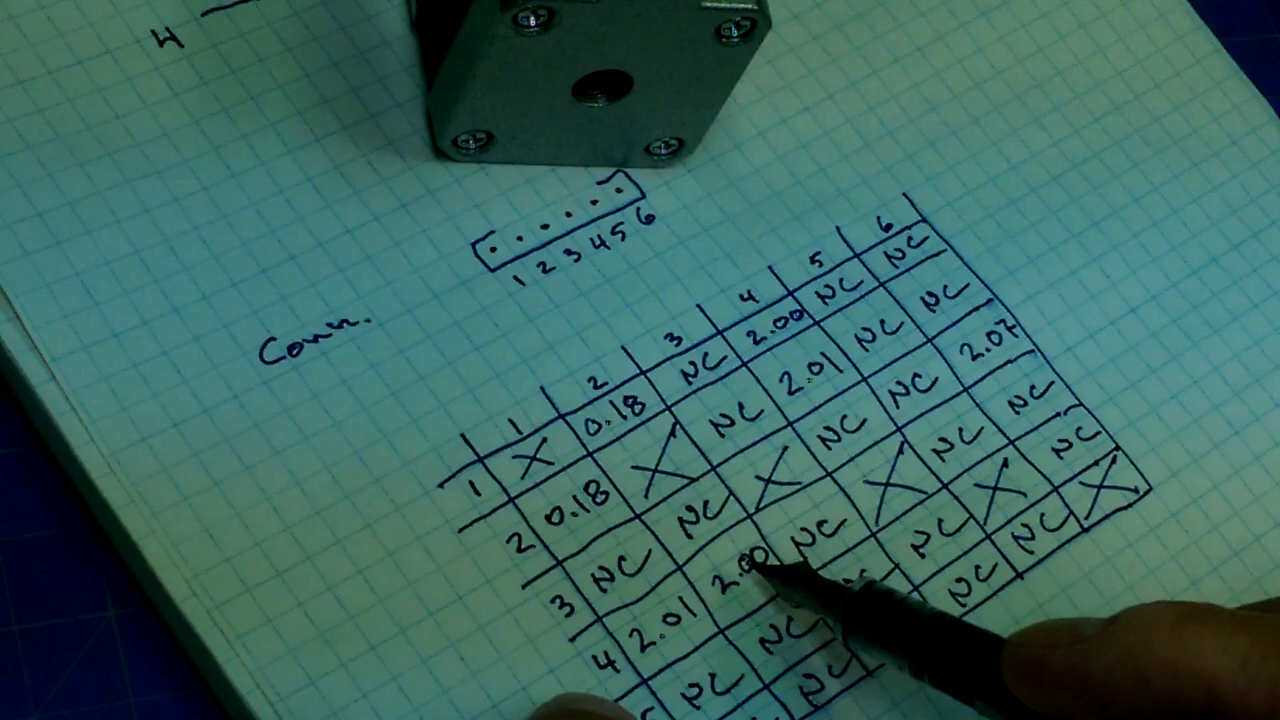 4
1 2 3 4 5 6
Conn.
1 2 3 4 5 6
1 X 0.18 NC 2.00 NC NC
2 0.18 X NC 2.01 NC NC
3 NC NC X NC NC 2.07
4 2.01 2.00 NC X NC NC
NC NC NC X NC
NC NC NC X